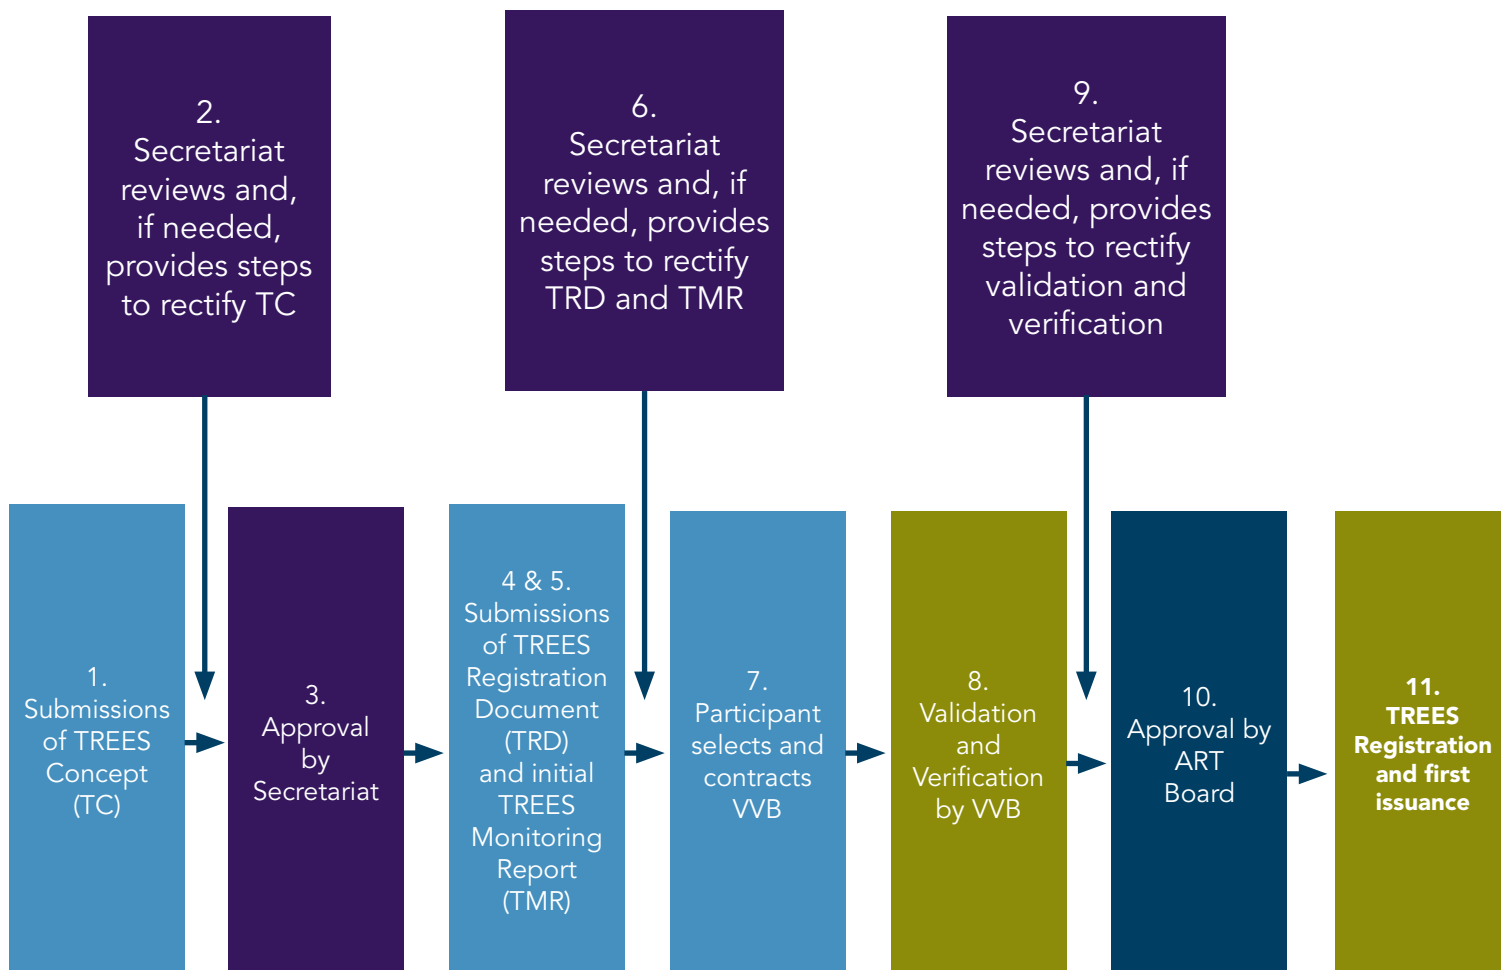 2.
Secretariat
reviews and,
if needed,
provides steps
to rectify TC
6.
Secretariat
reviews and, if
needed, provides
steps to rectify
TRD and TMR
9.
Secretariat
reviews and, if
needed, provides
steps to rectify
validation and
verification
1.
Submissions
of TREES
Concept
(TC)
3.
Approval
by
Secretariat
4 & 5.
Submissions
of TREES
Registration
Document
(TRD)
and initial
TREES
Monitoring
Report
(TMR)
7.
Participant
selects and
contracts
VVB
8.
Validation
and
Verification
by VVB
10.
Approval by
ART
Board
11.
TREES
Registration
and first
issuance